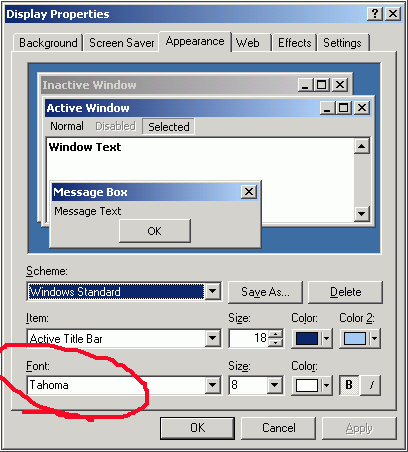 Display Properties
Background Screen Saver Appearance Web Effects Settings
Inactive Window
Active Window
Normal Disabled Selected
Window Text
Message Box
Message Text
OK
Scheme:
Windows Standard Save As... Delete
Item: Size: Color: Color 2:
Active Title Bar 18
Font: Size: Color:
Tahoma 8 B /
OK Cancel Apply